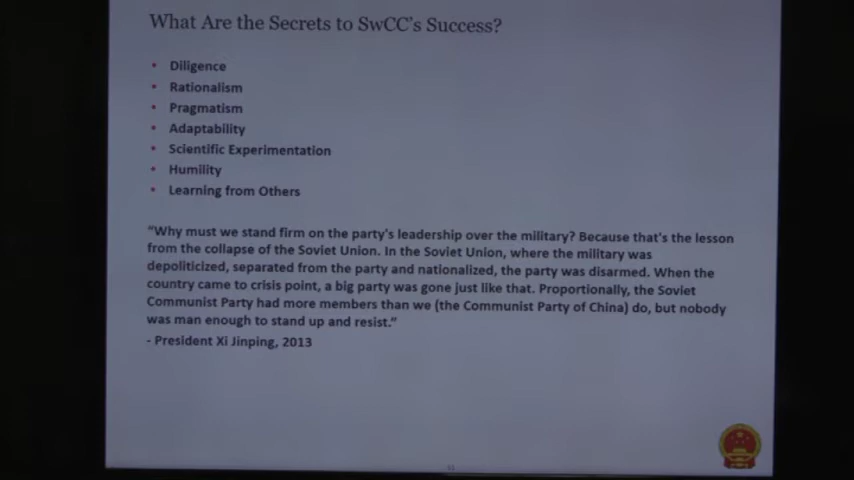 What Are the Secrets to SwCC's Success?
• Diligence
• Rationalism
• Pragmatism
• Adaptability
• Scientific Experimentation
• Humility
• Learning from Others
"Why must we stand firm on the party's leadership over the military? Because that's the lesson
from the collapse of the Soviet Union. In the Soviet Union, where the military was
depoliticized, separated from the party and nationalized, the party was disarmed. When the
country came to crisis point, a big party was gone just like that. Proportionally, the Soviet
Communist Party had more members than we (the Communist Party of China) do, but nobody
was man enough to stand up and resist."
- President Xi Jinping, 2013